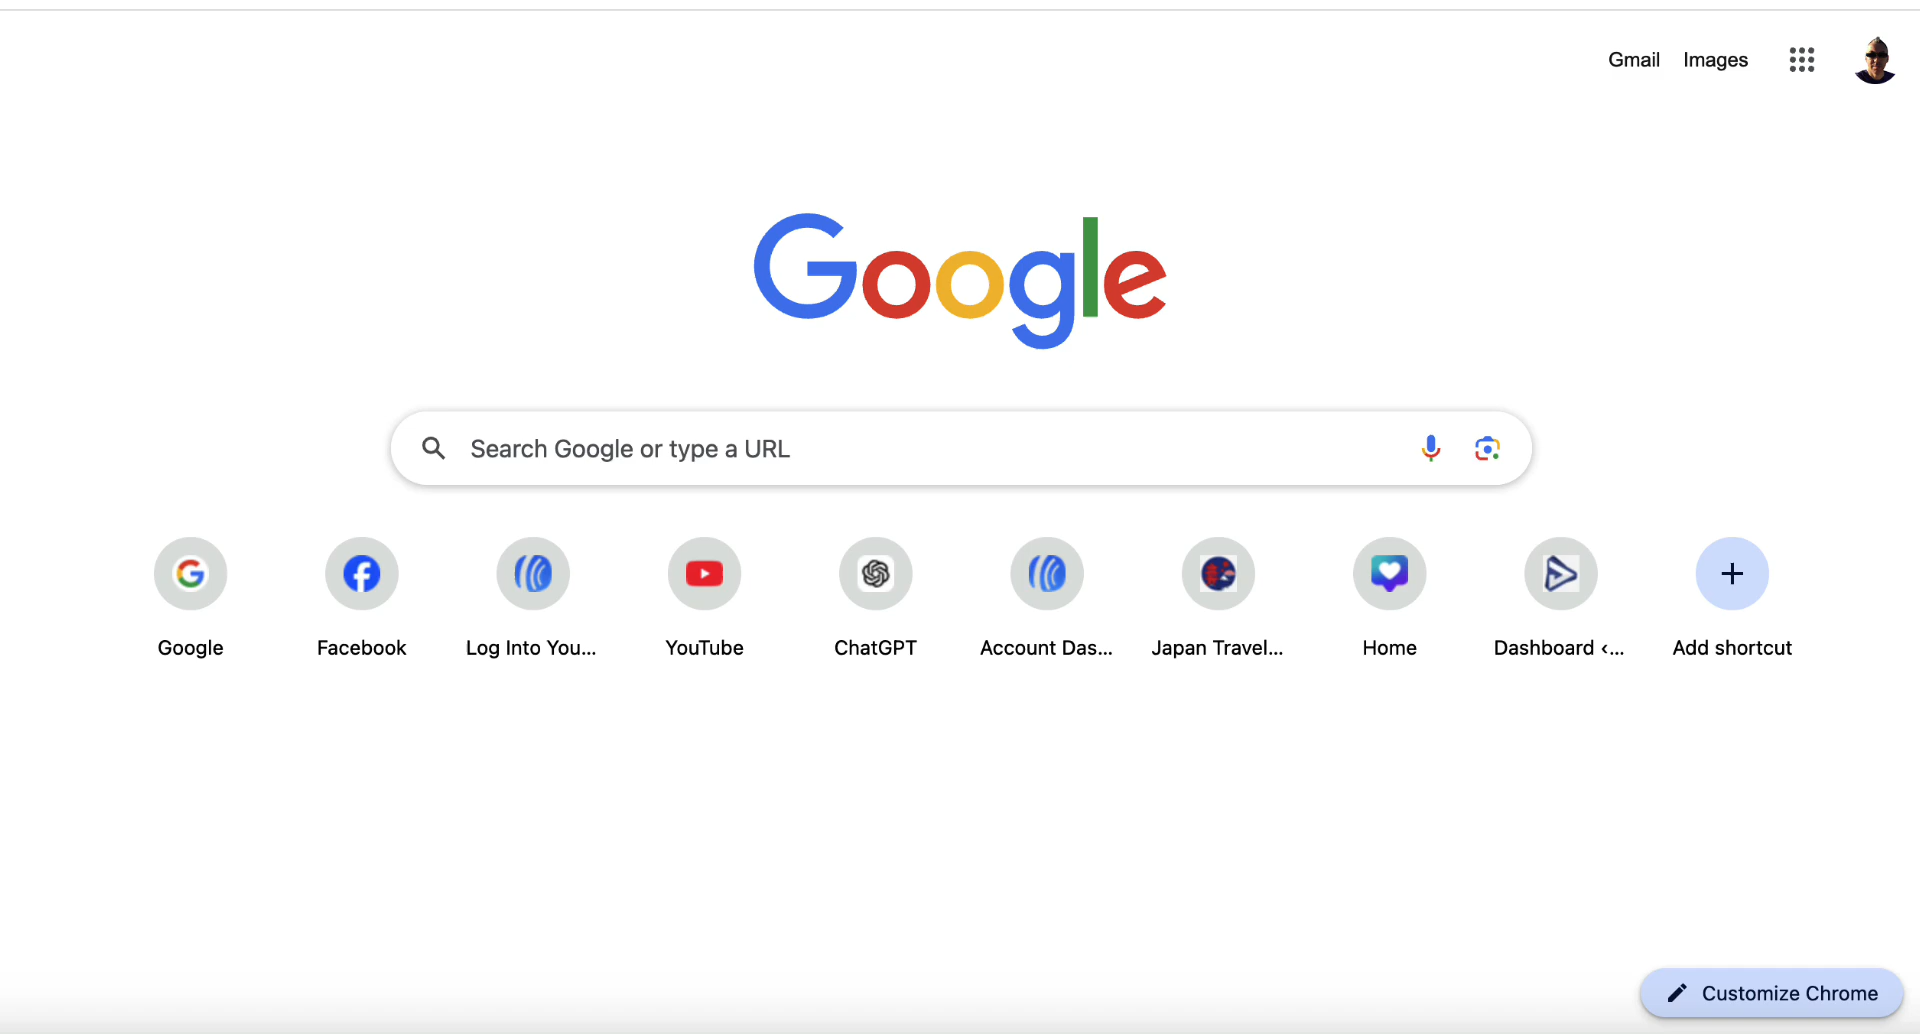 Gmail Images
Google
Search Google or type a URL
Google Facebook Log Into You... YouTube ChatGPT Account Das... Japan Travel... Home Dashboard ‹... Add shortcut
Customize Chrome